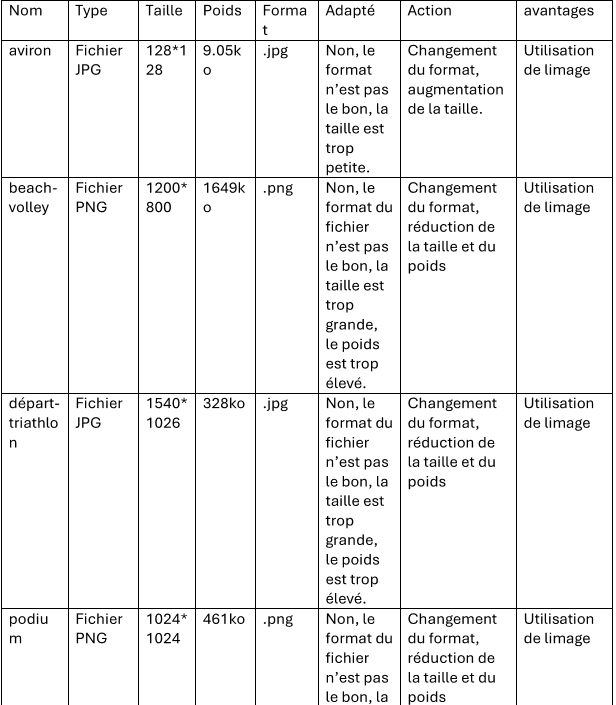 Nom Type Taille Poids Forma Adapté Action avantages
t
aviron Fichier 128*1 9.05k .jpg Non, le Changement Utilisation
JPG 28 o format du format, de limage
n’est pas augmentation
le bon, la de la taille.
taille est
trop
petite.
beach- Fichier 1200* 1649k .png Non, le Changement Utilisation
volley PNG 800 o format du du format, de limage
fichier réduction de
n’est pas la taille et du
le bon, la poids
taille est
trop
grande,
le poids
est trop
élevé.
départ- Fichier 1540* 328ko .jpg Non, le Changement Utilisation
triathlo JPG 1026 format du du format, de limage
n fichier réduction de
n’est pas la taille et du
le bon, la poids
taille est
trop
grande,
le poids
est trop
élevé.
podiu Fichier 1024* 461ko .png Non, le Changement Utilisation
m PNG 1024 format du du format, de limage
fichier réduction de
n’est pas la taille et du
le bon, la poids